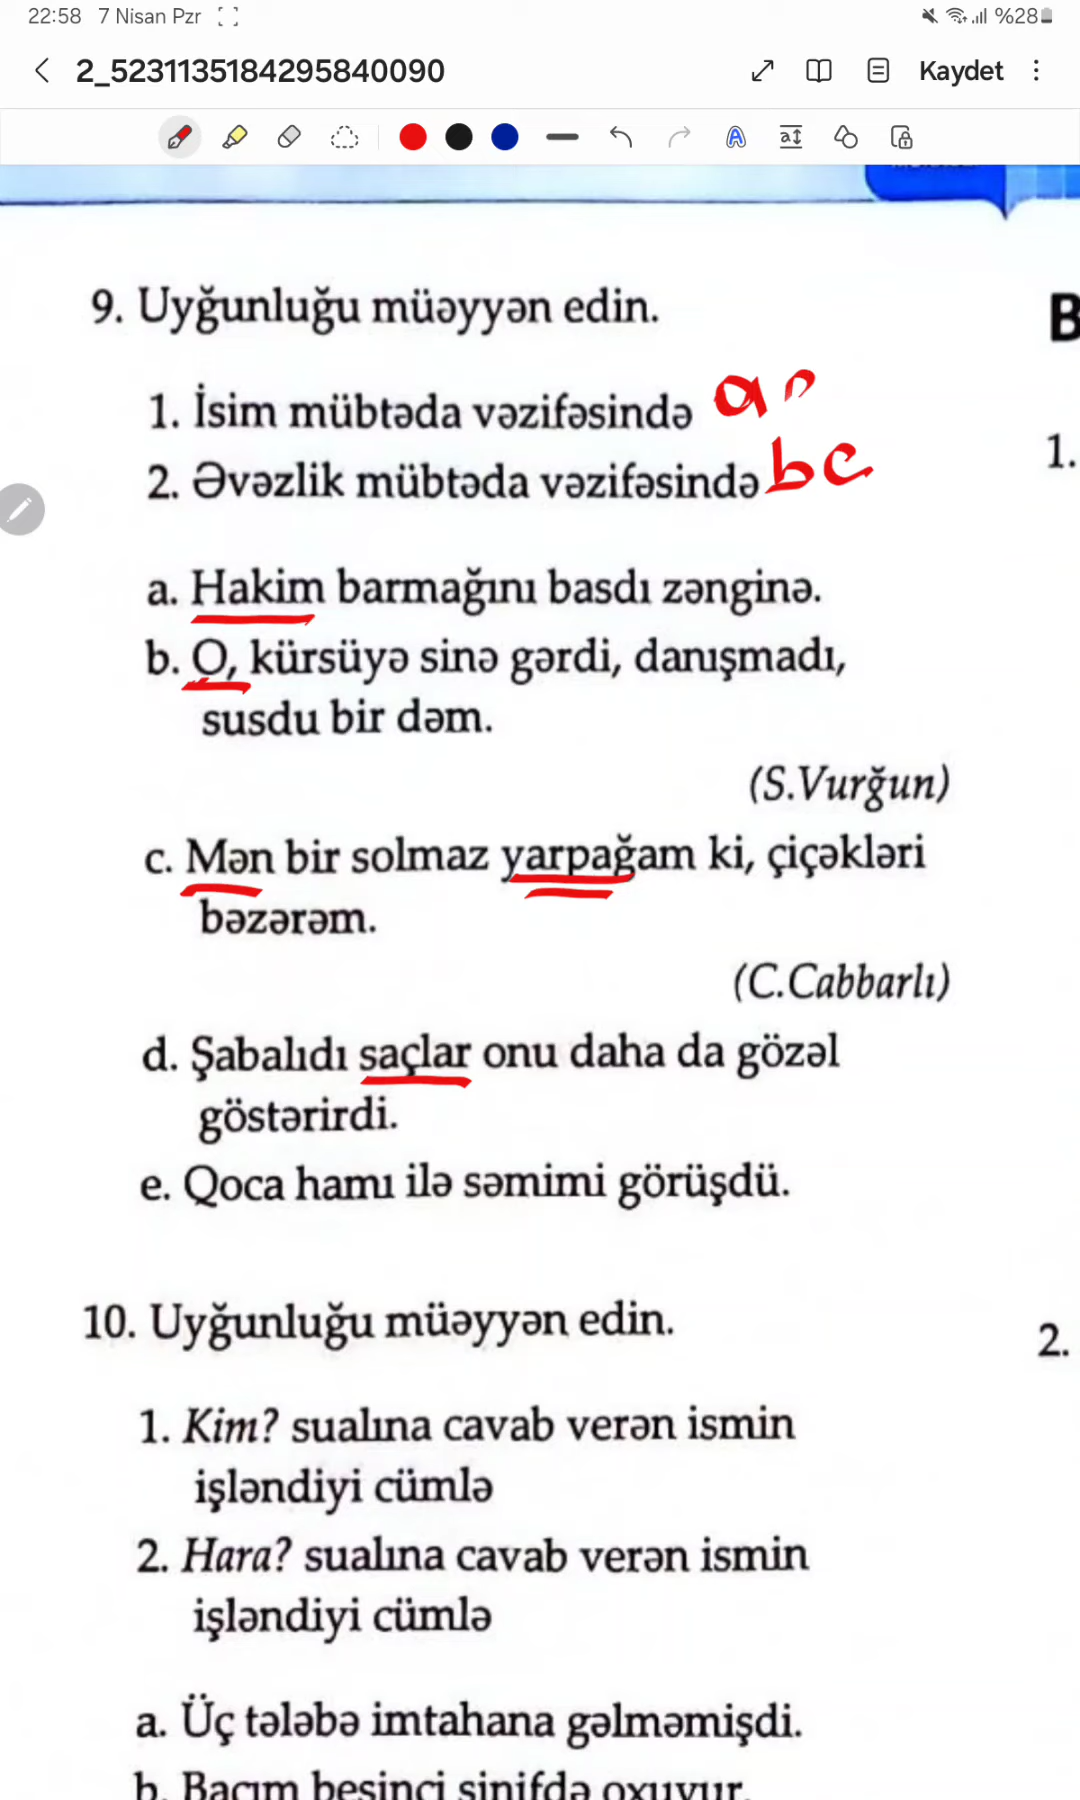 22:58 7 Nisan Pzr %28
2_5231135184295840090 Kaydet
9. Uyğunluğu müəyyən edin.
B
1. İsim mübtəda vəzifəsində a
2. Əvəzlik mübtəda vəzifəsində bc
1.
a. Hakim barmağını basdı zənginə.
b. O, kürsüyə sinə gərdi, danışmadı,
susdu bir dəm.
(S.Vurğun)
c. Mən bir solmaz yarpağam ki, çiçəkləri
bəzərəm.
(C.Cabbarlı)
d. Şabalıdı saçlar onu daha da gözəl
göstərirdi.
e. Qoca hamı ilə səmimi görüşdü.
10. Uyğunluğu müəyyən edin.
2.
1. Kim? sualına cavab verən ismin
işləndiyi cümlə
2. Hara? sualına cavab verən ismin
işləndiyi cümlə
a. Üç tələbə imtahana gəlməmişdi.
b. Bacım beşinci sinifdə oxuyur.